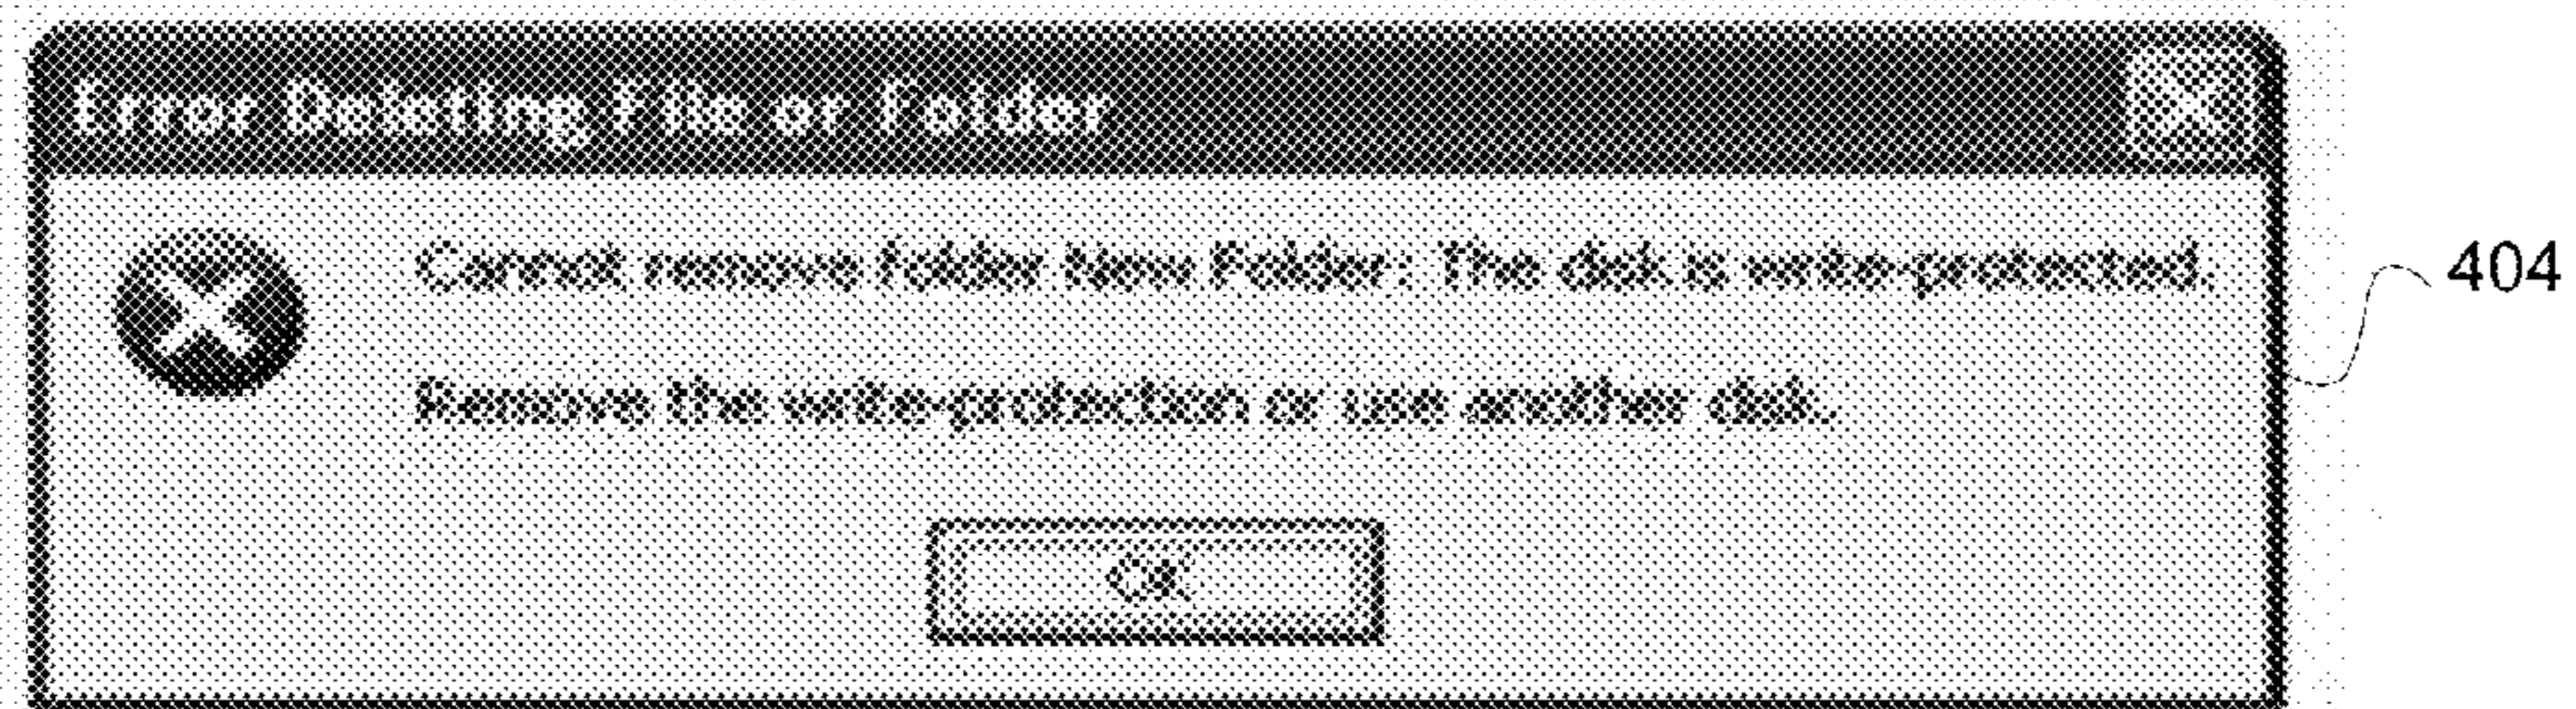 Error Deleting File or Folder
Cannot remove folder New Folder: The disk is write-protected.
404
Remove the write-protection or use another disk.
OK